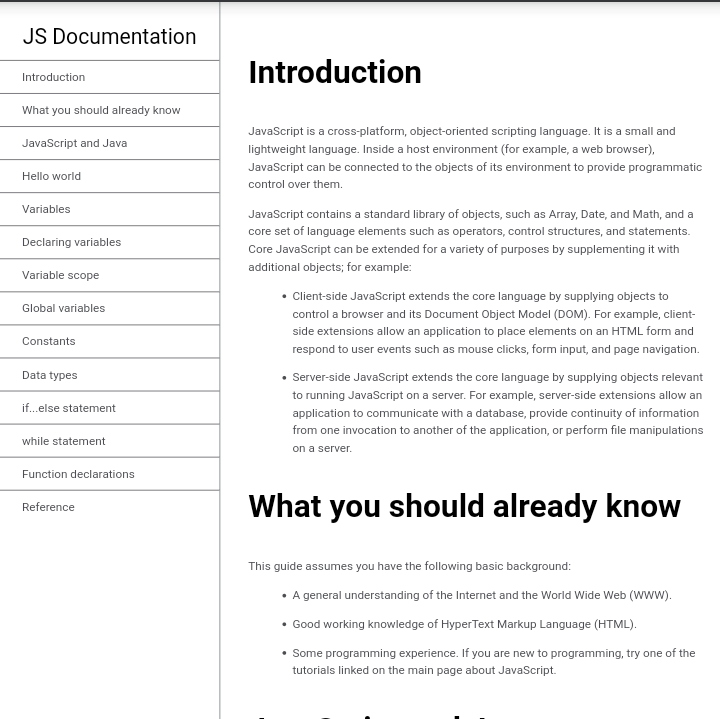 JS Documentation
Introduction
What you should already know
JavaScript and Java
Hello world
Variables
Declaring variables
Variable scope
Global variables
Constants
Data types
if...else statement
while statement
Function declarations
Reference
Introduction
JavaScript is a cross-platform, object-oriented scripting language. It is a small and
lightweight language. Inside a host environment (for example, a web browser),
JavaScript can be connected to the objects of its environment to provide programmatic
control over them.
JavaScript contains a standard library of objects, such as Array, Date, and Math, and a
core set of language elements such as operators, control structures, and statements.
Core JavaScript can be extended for a variety of purposes by supplementing it with
additional objects; for example:
• Client-side JavaScript extends the core language by supplying objects to
control a browser and its Document Object Model (DOM). For example, client-
side extensions allow an application to place elements on an HTML form and
respond to user events such as mouse clicks, form input, and page navigation.
• Server-side JavaScript extends the core language by supplying objects relevant
to running JavaScript on a server. For example, server-side extensions allow an
application to communicate with a database, provide continuity of information
from one invocation to another of the application, or perform file manipulations
on a server.
What you should already know
This guide assumes you have the following basic background:
• A general understanding of the Internet and the World Wide Web (WWW).
• Good working knowledge of HyperText Markup Language (HTML).
• Some programming experience. If you are new to programming, try one of the
tutorials linked on the main page about JavaScript.